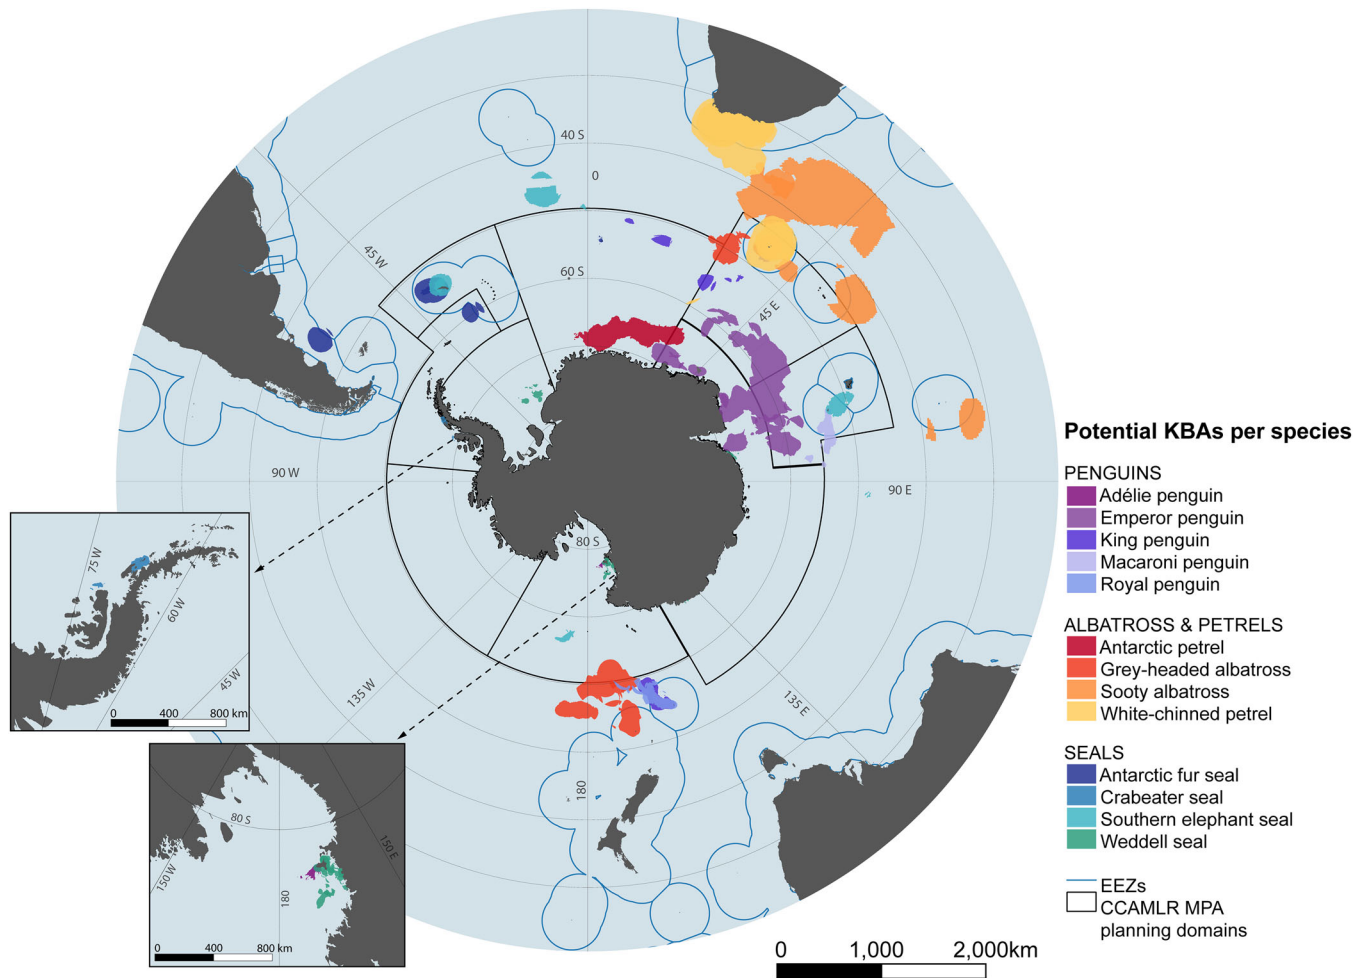 40 S
0
45 W
60 S
45 E
90 W
90 E
80 S
135 W
135 E
180
75 W
60 W
45 W
0 400 800 km
80 S
150 W
180
150 E
0 400 800 km
0 1,000 2,000km
Potential KBAs per species
PENGUINS
Adélie penguin
Emperor penguin
King penguin
Macaroni penguin
Royal penguin
ALBATROSS & PETRELS
Antarctic petrel
Grey-headed albatross
Sooty albatross
White-chinned petrel
SEALS
Antarctic fur seal
Crabeater seal
Southern elephant seal
Weddell seal
EEZs
CCAMLR MPA
planning domains